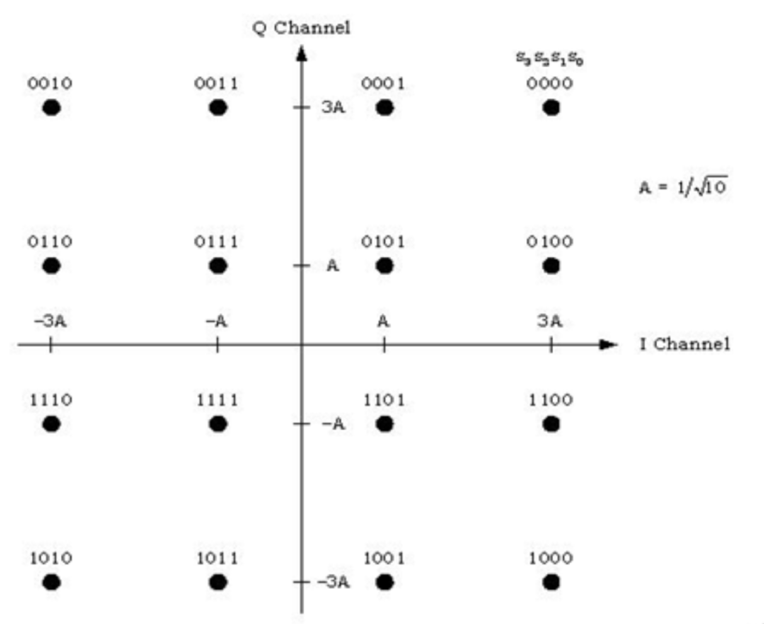 Q Channel
S₃S₂S₁S₀
0010 0011 0001 0000
3A
A = 1/√10
0110 0111 0101 0100
A
−3A −A A 3A
I Channel
1110 1111 1101 1100
−A
1010 1011 1001 1000
−3A